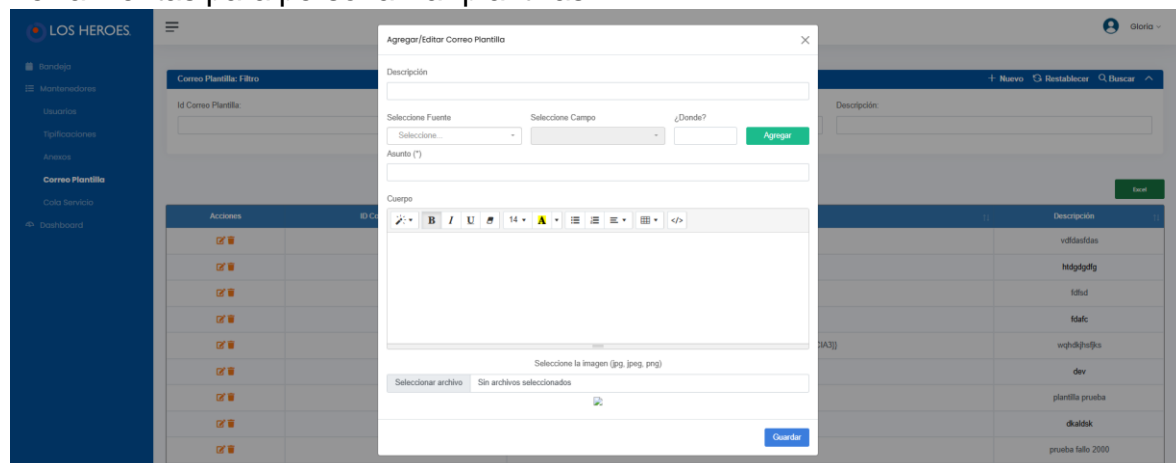 LOS HEROES.
Gloria
Agregar/Editar Correo Plantilla
Bandeja
Mantenedores
Usuarios
Tipificaciones
Anexos
Correo Plantilla
Cola Servicio
Dashboard
Correo Plantilla: Filtro
+ Nuevo Restablecer Buscar
Id Correo Plantilla:
Descripción:
Descripción
Seleccione Fuente Seleccione Campo ¿Donde?
Seleccione... Agregar
Asunto (*)
Cuerpo
B I U 14 A </>
Seleccione la imagen (jpg, jpeg, png)
Seleccionar archivo Sin archivos seleccionados
Guardar
Excel
Acciones ID Co Descripción
vdfdasfdas
htdgdgdfg
fdfsd
fdafc
CIA3}} wqhdkjhsfjks
dev
plantilla prueba
dkaldsk
prueba fallo 2000